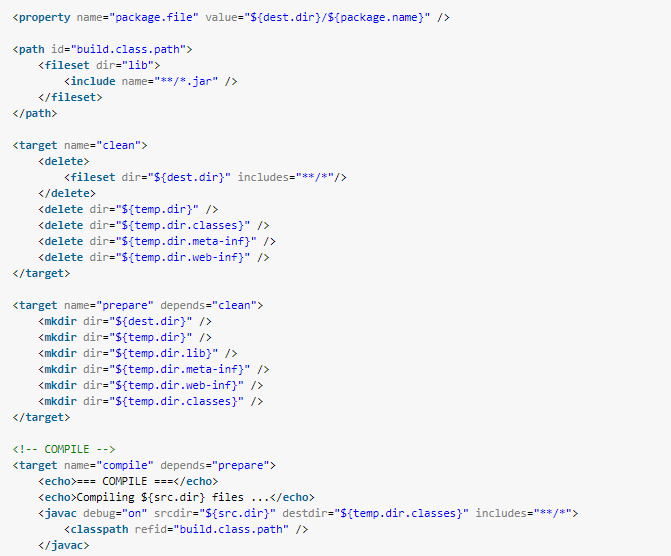 <property name="package.file" value="${dest.dir}/${package.name}" />
<path id="build.class.path">
<fileset dir="lib">
<include name="**/*.jar" />
</fileset>
</path>
<target name="clean">
<delete>
<fileset dir="${dest.dir}" includes="**/*"/>
</delete>
<delete dir="${temp.dir}" />
<delete dir="${temp.dir.classes}" />
<delete dir="${temp.dir.meta-inf}" />
<delete dir="${temp.dir.web-inf}" />
</target>
<target name="prepare" depends="clean">
<mkdir dir="${dest.dir}" />
<mkdir dir="${temp.dir}" />
<mkdir dir="${temp.dir.lib}" />
<mkdir dir="${temp.dir.meta-inf}" />
<mkdir dir="${temp.dir.web-inf}" />
<mkdir dir="${temp.dir.classes}" />
</target>
<!-- COMPILE -->
<target name="compile" depends="prepare">
<echo>=== COMPILE ===</echo>
<echo>Compiling ${src.dir} files ...</echo>
<javac debug="on" srcdir="${src.dir}" destdir="${temp.dir.classes}" includes="**/*">
<classpath refid="build.class.path" />
</javac>